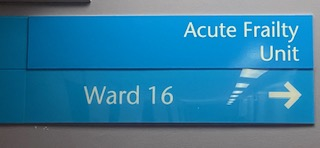 Acute Frailty
Unit
Ward 16 →